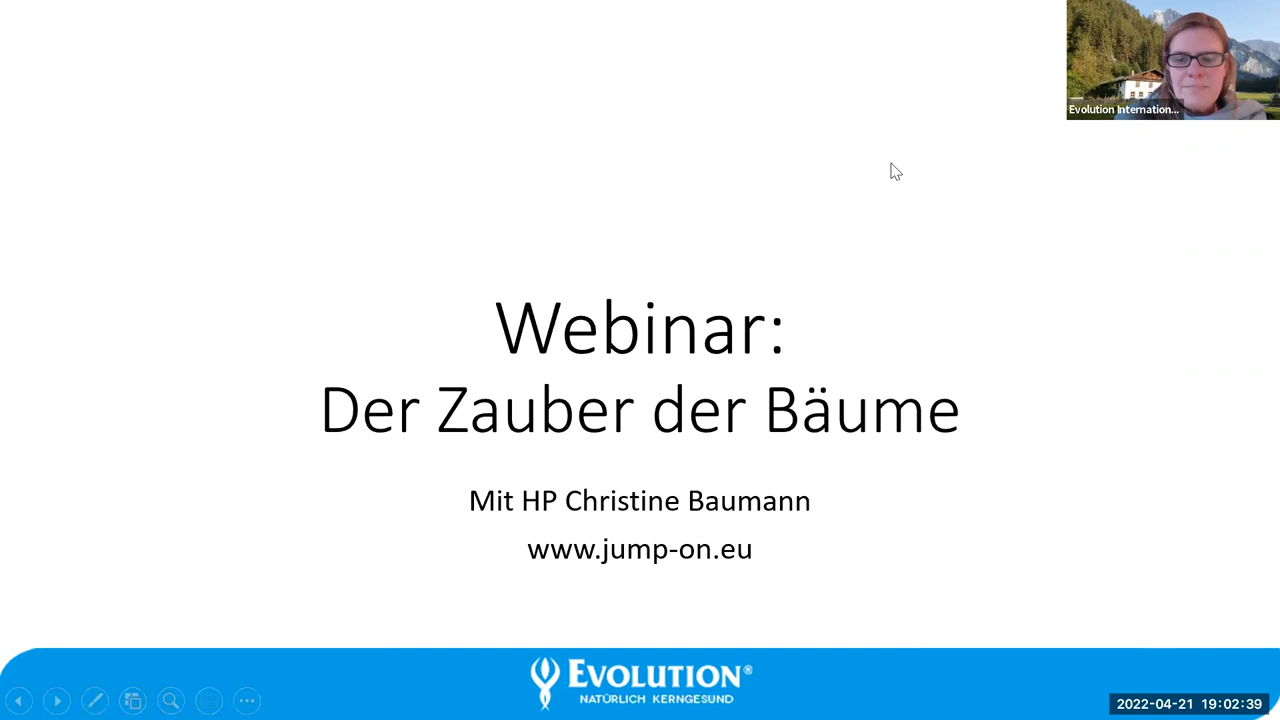 Evolution Internation...
Webinar:
Der Zauber der Bäume
Mit HP Christine Baumann
www.jump-on.eu
EVOLUTION®
NATÜRLICH KERNGESUND
2022-04-21 19:02:39